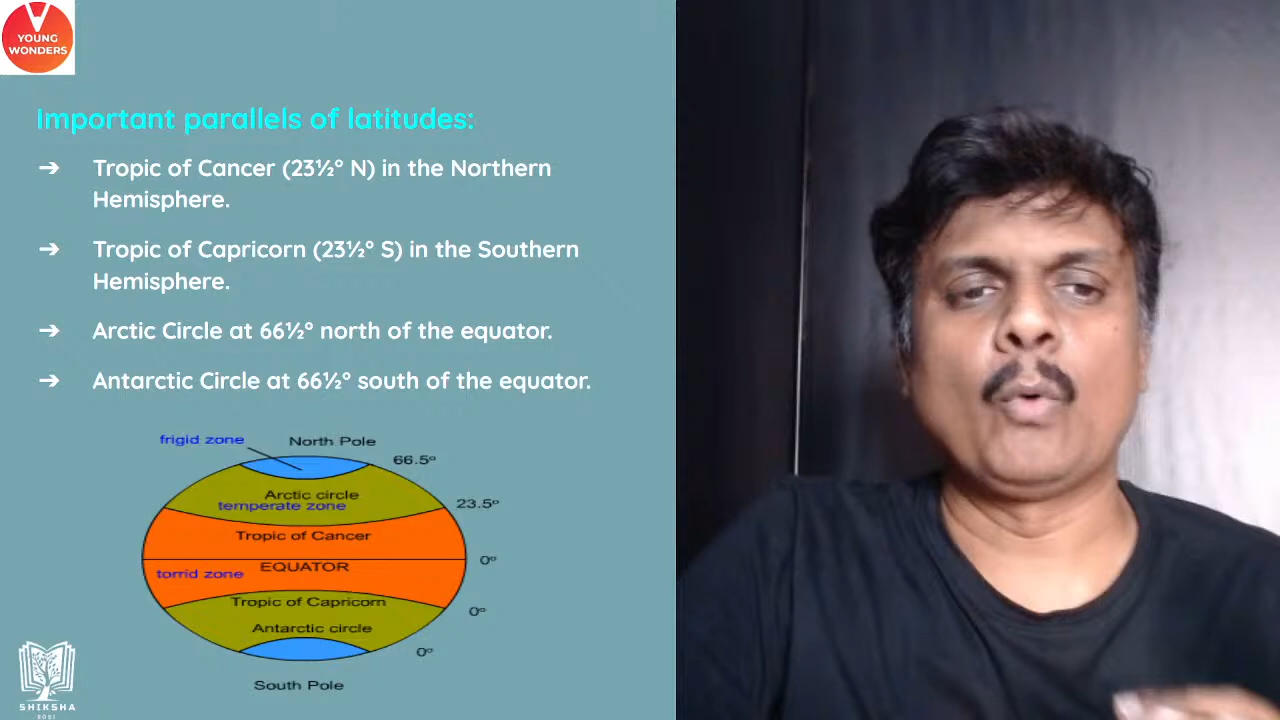 YOUNG
WONDERS
Important parallels of latitudes:
➔ Tropic of Cancer (23½° N) in the Northern
Hemisphere.
➔ Tropic of Capricorn (23½° S) in the Southern
Hemisphere.
➔ Arctic Circle at 66½° north of the equator.
➔ Antarctic Circle at 66½° south of the equator.
frigid zone
North Pole
66.5°
Arctic circle
temperate zone
23.5°
Tropic of Cancer
0°
EQUATOR
torrid zone
Tropic of Capricorn
0°
Antarctic circle
0°
South Pole
SHIKSHA